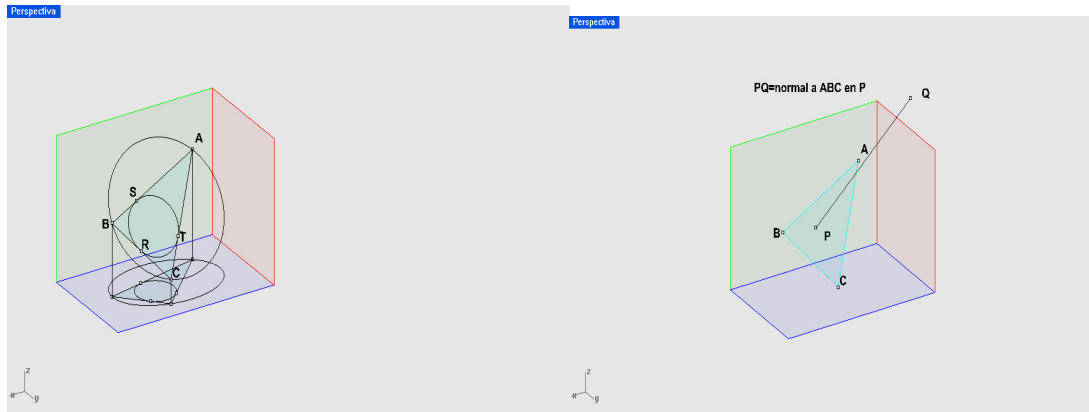 Perspectiva
A
S
B
R
T
C
z
x
y
Perspectiva
PQ=normal a ABC en P
Q
A
B
P
C
z
x
y